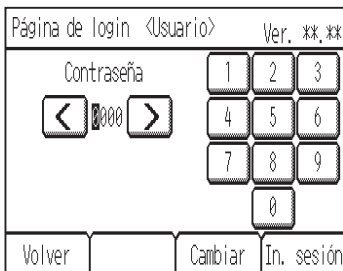 Página de login <Usuario> Ver. **.**
Contraseña
0000
1 2 3
4 5 6
7 8 9
0
Volver Cambiar In. sesión